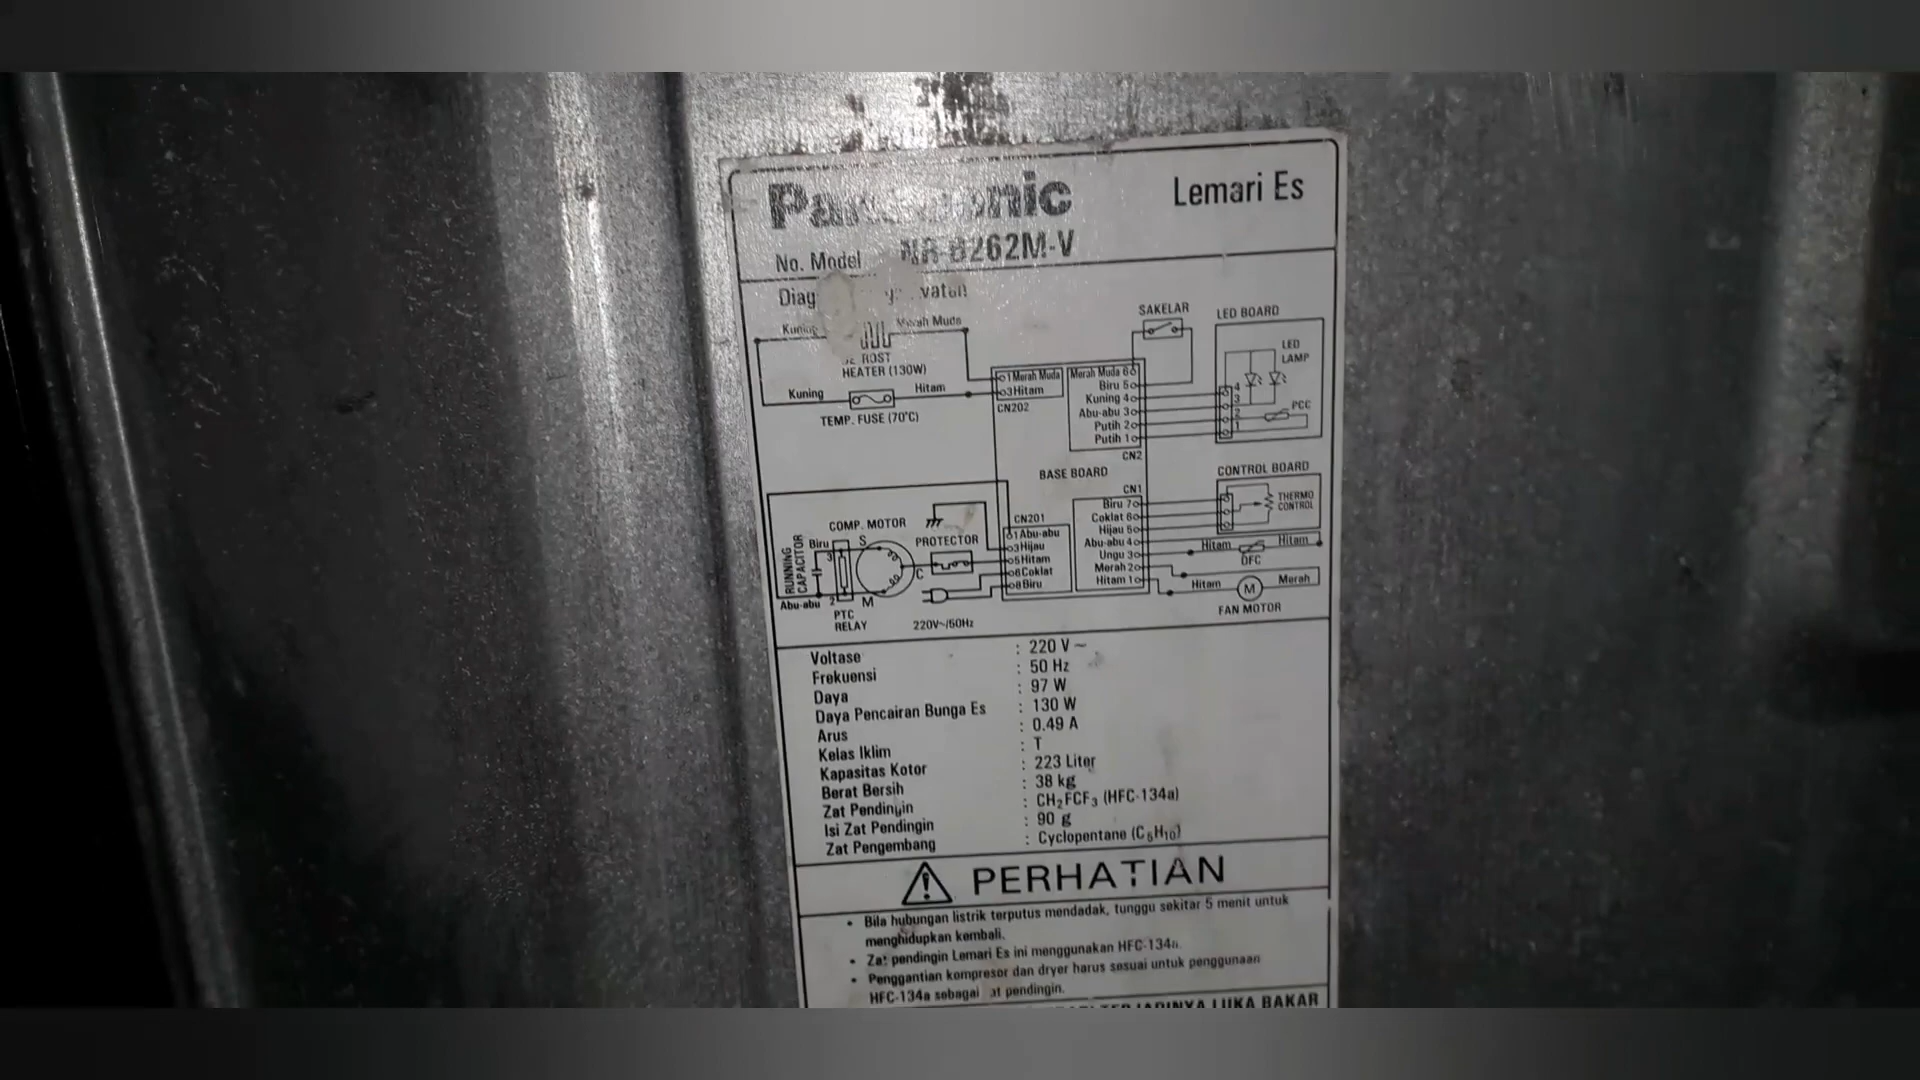 Panasonic
Lemari Es
No. Model NR-B262M-V
Kuning
Merah Muda
HEATER (130W)
Kuning
Hitam
TEMP. FUSE (70°C)
1 Merah Muda
3 Hitam
CN202
SAKELAR
Merah Muda 6
Biru 5
Kuning 4
Abu-abu 3
Putih 2
Putih 1
CN2
LED BOARD
LED
LAMP
4
3
2
1
PCC
BASE BOARD
CN1
Biru 7
Coklat 6
Hijau 5
Abu-abu 4
Ungu 3
Merah 2
Hitam 1
CONTROL BOARD
THERMO
CONTROL
Hitam
Hitam
DFC
Hitam
Merah
M
FAN MOTOR
CN201
1 Abu-abu
3 Hijau
5 Hitam
6 Coklat
8 Biru
COMP. MOTOR
PROTECTOR
RUNNING
CAPACITOR
Biru
3
S
C
M
Abu-abu
2
PTC
RELAY
220V~/50Hz
Voltase : 220 V ~
Frekuensi : 50 Hz
Daya : 97 W
Daya Pencairan Bunga Es : 130 W
Arus : 0.49 A
Kelas Iklim : T
Kapasitas Kotor : 223 Liter
Berat Bersih : 38 kg
Zat Pendingin : CH2FCF3 (HFC-134a)
Isi Zat Pendingin : 90 g
Zat Pengembang : Cyclopentane (C5H10)
PERHATIAN
• Bila hubungan listrik terputus mendadak, tunggu sekitar 5 menit untuk
menghidupkan kembali.
• Zat pendingin Lemari Es ini menggunakan HFC-134a.
• Penggantian kompresor dan dryer harus sesuai untuk penggunaan
HFC-134a sebagai zat pendingin.
TERJADINYA LUKA BAKAR